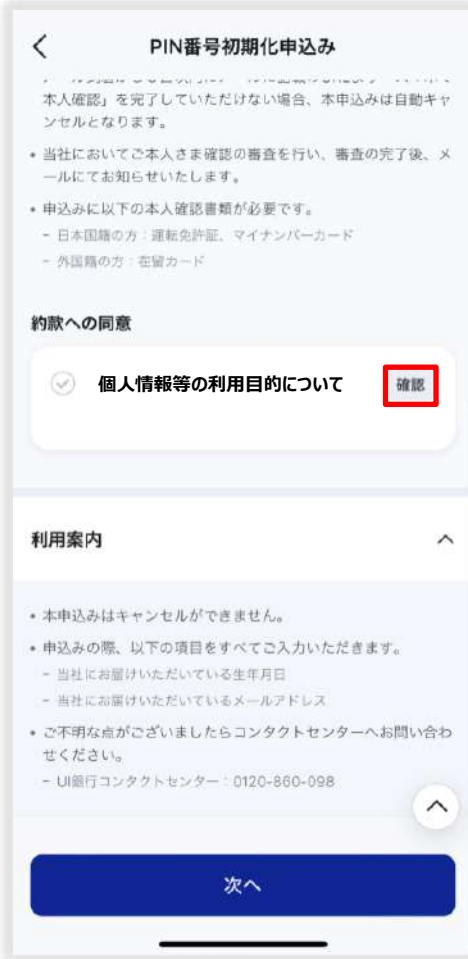 PIN番号初期化申込み
本人確認」を完了していただけない場合、本申込みは自動キャ
ンセルとなります。
• 当社においてご本人さま確認の審査を行い、審査の完了後、メ
ールにてお知らせいたします。
• 申込みに以下の本人確認書類が必要です。
- 日本国籍の方：運転免許証、マイナンバーカード
- 外国籍の方：在留カード
約款への同意
個人情報等の利用目的について 確認
利用案内
• 本申込みはキャンセルができません。
• 申込みの際、以下の項目をすべてご入力いただきます。
- 当社にお届けいただいている生年月日
- 当社にお届けいただいているメールアドレス
• ご不明な点がございましたらコンタクトセンターへお問い合わ
せください。
- UI銀行コンタクトセンター：0120-860-098
次へ